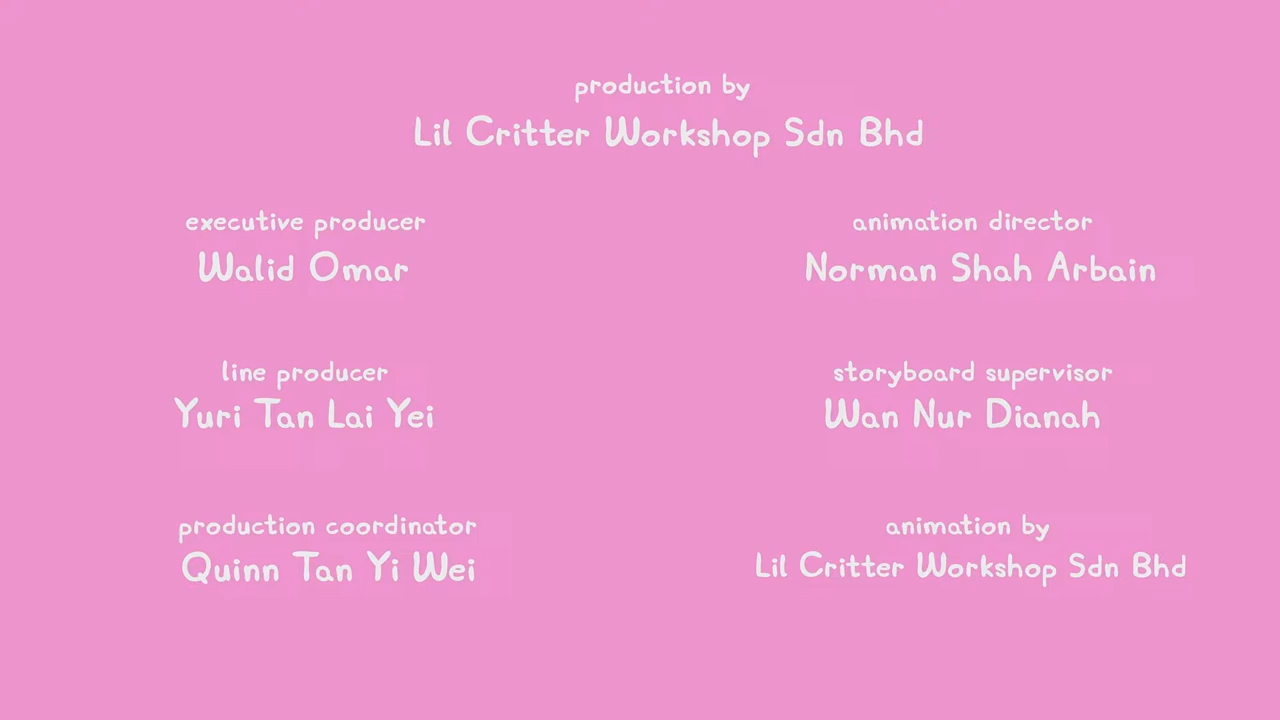 production by
Lil Critter Workshop Sdn Bhd
executive producer
Walid Omar
animation director
Norman Shah Arbain
line producer
Yuri Tan Lai Yei
storyboard supervisor
Wan Nur Dianah
production coordinator
Quinn Tan Yi Wei
animation by
Lil Critter Workshop Sdn Bhd